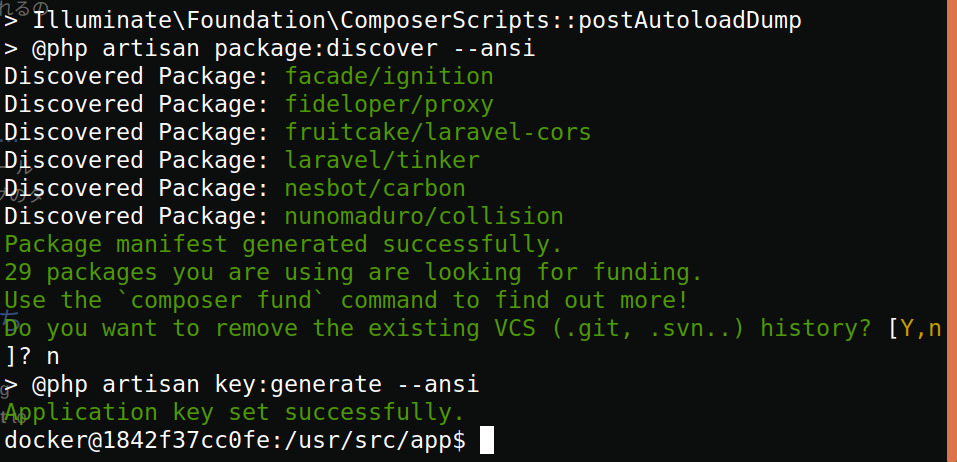 れるの
> Illuminate\Foundation\ComposerScripts::postAutoloadDump
> @php artisan package:discover --ansi
Discovered Package: facade/ignition
Discovered Package: fideloper/proxy
Discovered Package: fruitcake/laravel-cors
Discovered Package: laravel/tinker
Discovered Package: nesbot/carbon
Discovered Package: nunomaduro/collision
Package manifest generated successfully.
29 packages you are using are looking for funding.
Use the `composer fund` command to find out more!
Do you want to remove the existing VCS (.git, .svn..) history? [Y,n
]? n
> @php artisan key:generate --ansi
Application key set successfully.
docker@1842f37cc0fe:/usr/src/app$